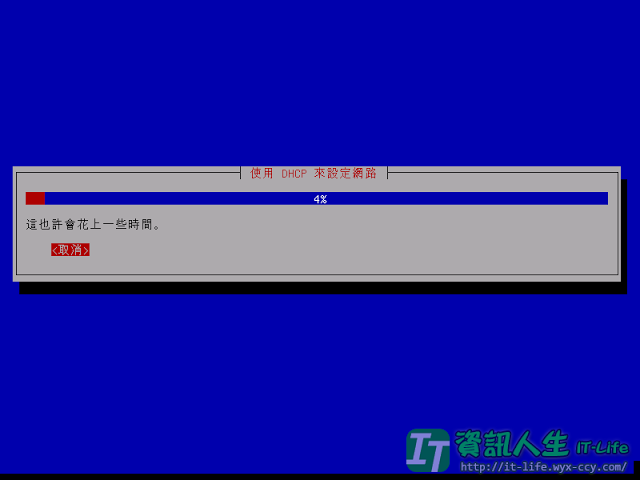 使用 DHCP 來設定網路
4%
這也許會花上一些時間。
<取消>
IT 資訊人生 IT-Life
http://it-life.wyx-ccy.com/